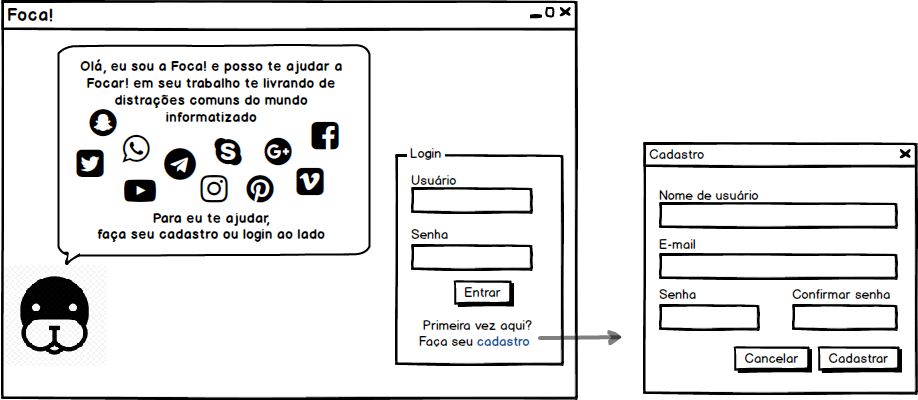 Foca!
Olá, eu sou a Foca! e posso te ajudar a
Focar! em seu trabalho te livrando de
distrações comuns do mundo
informatizado
Para eu te ajudar,
faça seu cadastro ou login ao lado
Login
Usuário
Senha
Entrar
Primeira vez aqui?
Faça seu cadastro
Cadastro
Nome de usuário
E-mail
Senha
Confirmar senha
Cancelar
Cadastrar